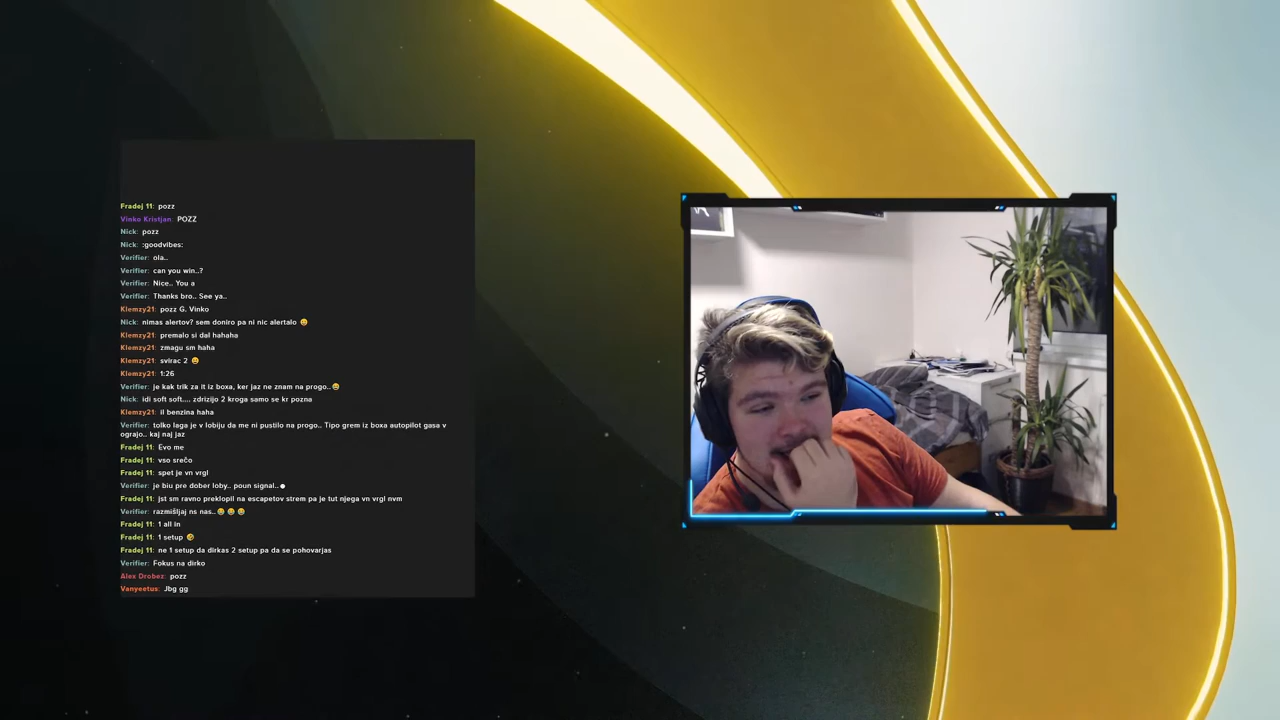 Fradej 11: pozz
Vinko Kristjan: POZZ
Nick: pozz
Nick: :goodvibes:
Verifier: ola..
Verifier: can you win..?
Verifier: Nice.. You a
Verifier: Thanks bro.. See ya..
Klemzy21: pozz G. Vinko
Nick: nimas alertov? sem doniro pa ni nic alertalo 😄
Klemzy21: premalo si dal hahaha
Klemzy21: zmagu sm haha
Klemzy21: svirac 2 😄
Klemzy21: 1:26
Verifier: je kak trik za it iz boxa, ker jaz ne znam na progo..😅
Nick: idi soft soft.... zdrizijo 2 kroga samo se kr pozna
Klemzy21: il benzina haha
Verifier: tolko laga je v lobiju da me ni pustilo na progo.. Tipo grem iz boxa autopilot gasa v
ograjo.. kaj naj jaz
Fradej 11: Evo me
Fradej 11: vso srečo
Fradej 11: spet je vn vrgl
Verifier: je biu pre dober loby.. poun signal..
Fradej 11: jst sm ravno preklopil na escapetov strem pa je tut njega vn vrgl nvm
Verifier: razmišljaj ns nas..😂😂😂
Fradej 11: 1 all in
Fradej 11: 1 setup 🤣
Fradej 11: ne 1 setup da dirkas 2 setup pa da se pohovarjas
Verifier: Fokus na dirko
Alex Drobez: pozz
Vanyeetus: Jbg gg